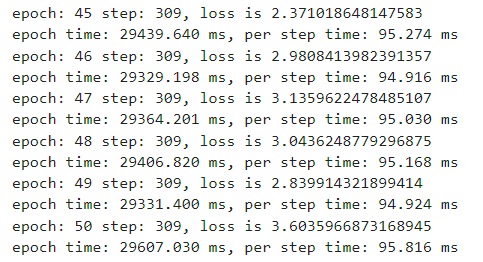 epoch: 45 step: 309, loss is 2.371018648147583
epoch time: 29439.640 ms, per step time: 95.274 ms
epoch: 46 step: 309, loss is 2.9808413982391357
epoch time: 29329.198 ms, per step time: 94.916 ms
epoch: 47 step: 309, loss is 3.1359622478485107
epoch time: 29364.201 ms, per step time: 95.030 ms
epoch: 48 step: 309, loss is 3.0436248779296875
epoch time: 29406.820 ms, per step time: 95.168 ms
epoch: 49 step: 309, loss is 2.839914321899414
epoch time: 29331.400 ms, per step time: 94.924 ms
epoch: 50 step: 309, loss is 3.6035966873168945
epoch time: 29607.030 ms, per step time: 95.816 ms